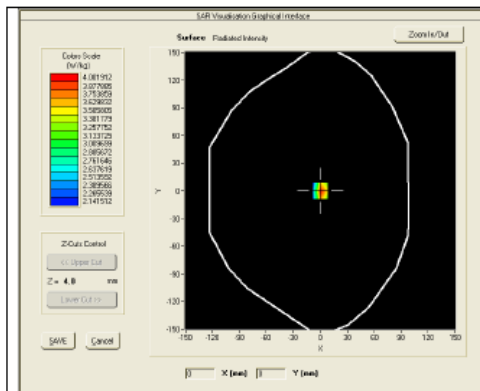 SAR Visualisation Graphical Interface
Surface Radiated Intensity
Zoom In/Out
Colors Scale
(W/kg)
4.001912
3.877885
3.753859
3.629832
3.505805
3.381779
3.257752
3.133725
3.009699
2.885672
2.761646
2.637619
2.513592
2.389566
2.265539
2.141512
Z-Cuts Control
<< Upper Cut
Z = 4.0 mm
Lower Cut >>
SAVE Cancel
150
120
90
60
30
0
-30
-60
-90
-120
-150
Y
-150 -120 -90 -60 -30 0 30 60 90 120 150
X
0 X (mm) Y (mm)